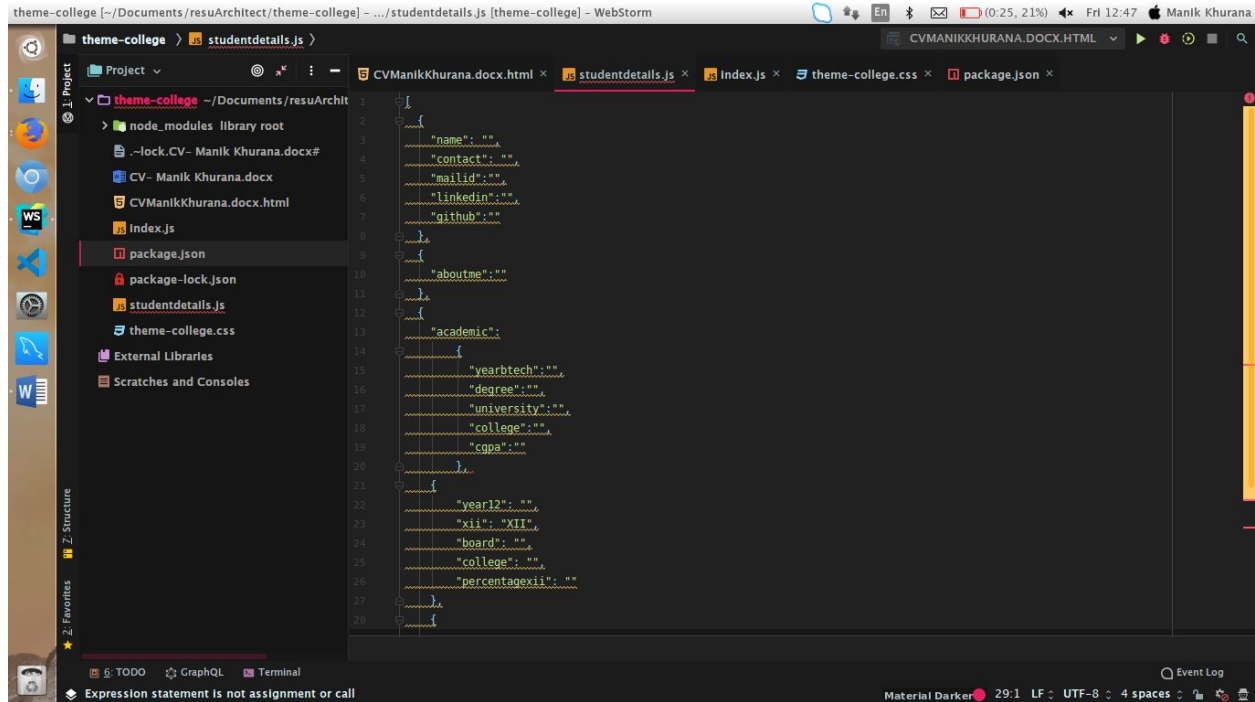 theme-college [~/Documents/resuArchitect/theme-college] - .../studentdetails.js [theme-college] - WebStorm
En
(0:25, 21%)
Fri 12:47
Manik Khurana
theme-college
studentdetails.js
CVMANIKKHURANA.DOCX.HTML
1: Project
Project
CVManikKhurana.docx.html
studentdetails.js
index.js
theme-college.css
package.json
theme-college ~/Documents/resuArchit
node_modules library root
.~lock.CV- Manik Khurana.docx#
CV- Manik Khurana.docx
CVManikKhurana.docx.html
index.js
package.json
package-lock.json
studentdetails.js
theme-college.css
External Libraries
Scratches and Consoles
WS
W
Z: Structure
2: Favorites
1 [
2 {
3 "name": "",
4 "contact": "",
5 "mailid":"",
6 "linkedin":"",
7 "github":""
8 },
9 {
10 "aboutme":""
11 },
12 {
13 "academic":
14 {
15 "yearbtech":"",
16 "degree":"",
17 "university":"",
18 "college":"",
19 "cgpa":""
20 },
21 {
22 "year12": "",
23 "xii": "XII",
24 "board": "",
25 "college": "",
26 "percentagexii": ""
27 },
28 {
6: TODO
GraphQL
Terminal
Event Log
Expression statement is not assignment or call
Material Darker
29:1
LF
UTF-8
4 spaces